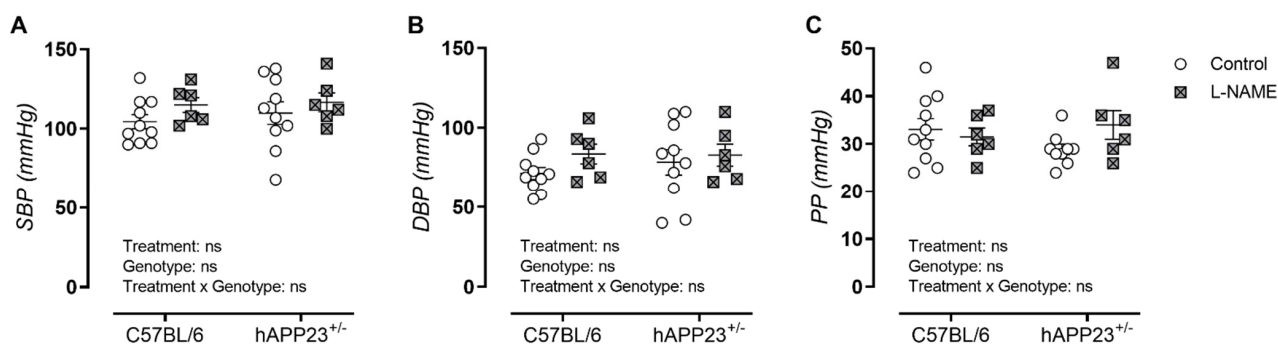 A
B
C
150
100
50
0
SBP (mmHg)
Treatment: ns
Genotype: ns
Treatment x Genotype: ns
C57BL/6
hAPP23+/-
150
100
50
0
DBP (mmHg)
Treatment: ns
Genotype: ns
Treatment x Genotype: ns
C57BL/6
hAPP23+/-
50
40
30
20
10
0
PP (mmHg)
Treatment: ns
Genotype: ns
Treatment x Genotype: ns
C57BL/6
hAPP23+/-
Control
L-NAME